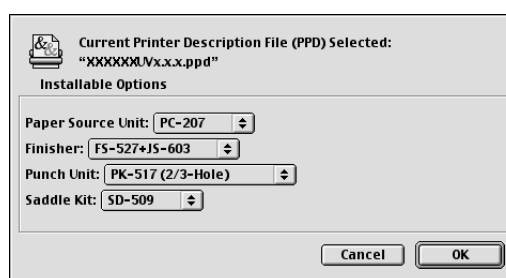 Current Printer Description File (PPD) Selected:
“XXXXXXUVx.x.x.ppd”
Installable Options
Paper Source Unit: PC-207
Finisher: FS-527+JS-603
Punch Unit: PK-517 (2/3-Hole)
Saddle Kit: SD-509
Cancel OK